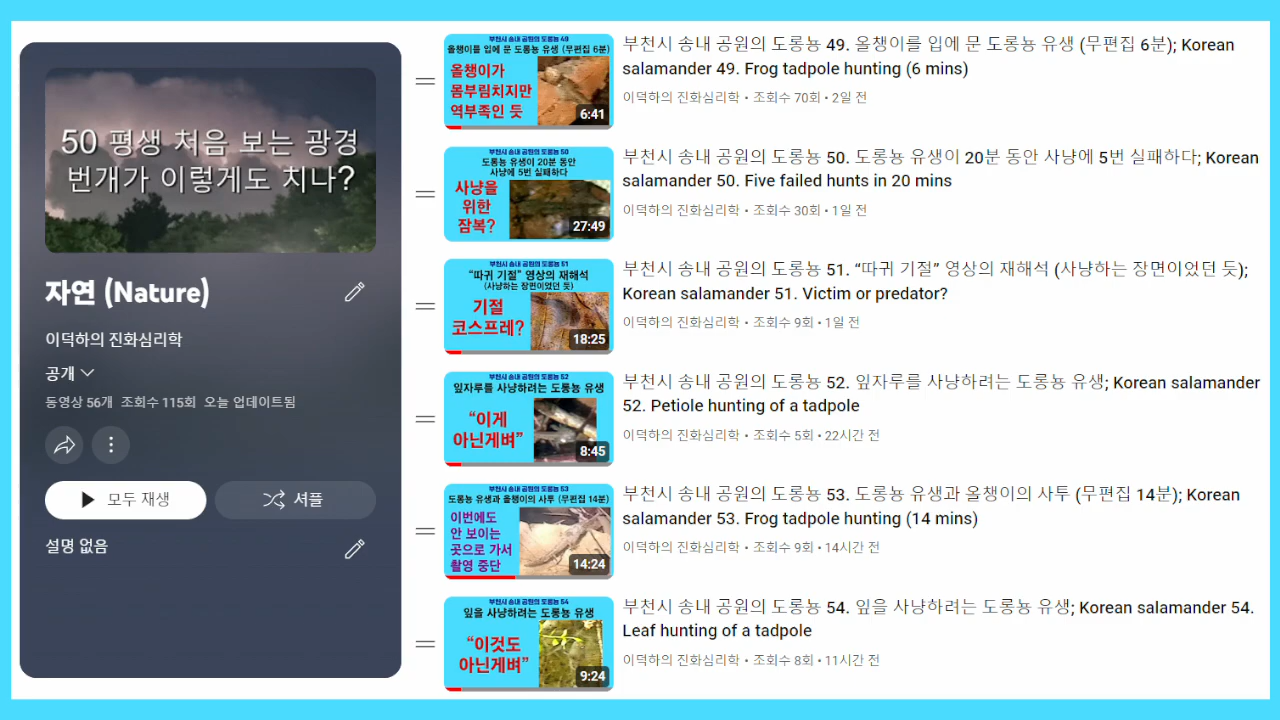 50 평생 처음 보는 광경
번개가 이렇게도 치나?
자연 (Nature)
이덕하의 진화심리학
공개
동영상 56개 조회수 115회 오늘 업데이트됨
모두 재생
셔플
설명 없음
부천시 송내 공원의 도롱뇽 49
올챙이를 입에 문 도롱뇽 유생 (무편집 6분)
올챙이가
몸부림치지만
역부족인 듯
6:41
부천시 송내 공원의 도롱뇽 49. 올챙이를 입에 문 도롱뇽 유생 (무편집 6분); Korean
salamander 49. Frog tadpole hunting (6 mins)
이덕하의 진화심리학 • 조회수 70회 • 2일 전
부천시 송내 공원의 도롱뇽 50
도롱뇽 유생이 20분 동안
사냥에 5번 실패하다
사냥을
위한
잠복?
27:49
부천시 송내 공원의 도롱뇽 50. 도롱뇽 유생이 20분 동안 사냥에 5번 실패하다; Korean
salamander 50. Five failed hunts in 20 mins
이덕하의 진화심리학 • 조회수 30회 • 1일 전
부천시 송내 공원의 도롱뇽 51
“따귀 기절” 영상의 재해석
(사냥하는 장면이었던 듯)
기절
코스프레?
18:25
부천시 송내 공원의 도롱뇽 51. “따귀 기절” 영상의 재해석 (사냥하는 장면이었던 듯);
Korean salamander 51. Victim or predator?
이덕하의 진화심리학 • 조회수 9회 • 1일 전
부천시 송내 공원의 도롱뇽 52
잎자루를 사냥하려는 도롱뇽 유생
“이게
아닌게벼”
8:45
부천시 송내 공원의 도롱뇽 52. 잎자루를 사냥하려는 도롱뇽 유생; Korean salamander
52. Petiole hunting of a tadpole
이덕하의 진화심리학 • 조회수 5회 • 22시간 전
부천시 송내 공원의 도롱뇽 53
도롱뇽 유생과 올챙이의 사투 (무편집 14분)
이번에도
안 보이는
곳으로 가서
촬영 중단
14:24
부천시 송내 공원의 도롱뇽 53. 도롱뇽 유생과 올챙이의 사투 (무편집 14분); Korean
salamander 53. Frog tadpole hunting (14 mins)
이덕하의 진화심리학 • 조회수 9회 • 14시간 전
부천시 송내 공원의 도롱뇽 54
잎을 사냥하려는 도롱뇽 유생
“이것도
아닌게벼”
9:24
부천시 송내 공원의 도롱뇽 54. 잎을 사냥하려는 도롱뇽 유생; Korean salamander 54.
Leaf hunting of a tadpole
이덕하의 진화심리학 • 조회수 8회 • 11시간 전